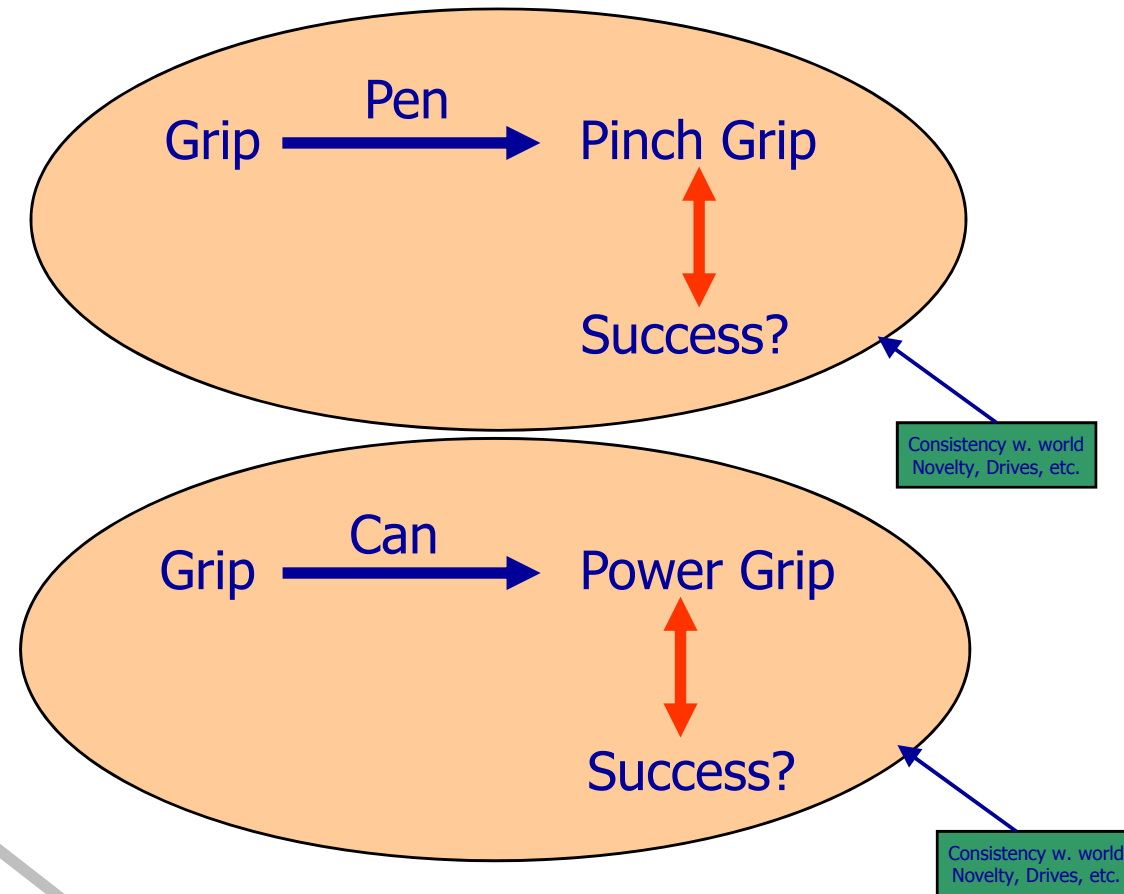 Pen
Grip
Pinch Grip
Success?
Consistency w. world
Novelty, Drives, etc.
Can
Grip
Power Grip
Success?
Consistency w. world
Novelty, Drives, etc.